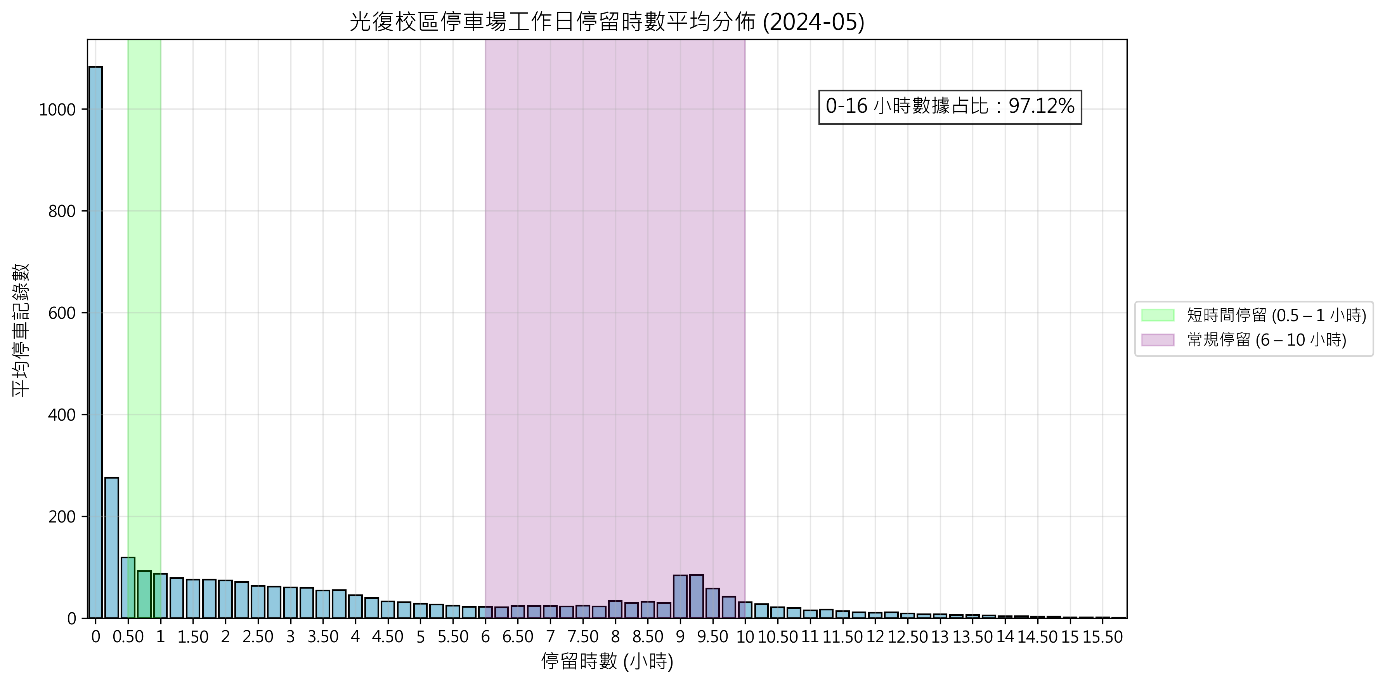 光復校區停車場工作日停留時數平均分佈 (2024-05)
0-16 小時數據占比：97.12%
平均停車記錄數
1000
800
600
400
200
0
0 0.50 1 1.50 2 2.50 3 3.50 4 4.50 5 5.50 6 6.50 7 7.50 8 8.50 9 9.50 10 10.50 11 11.50 12 12.50 13 13.50 14 14.50 15 15.50
停留時數 (小時)
短時間停留 (0.5 – 1 小時)
常規停留 (6 – 10 小時)